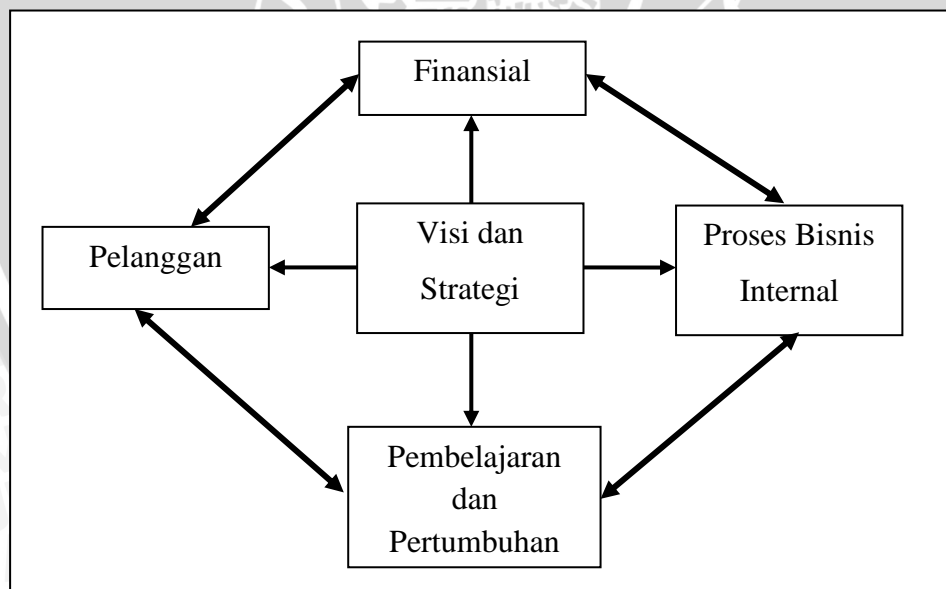 Finansial
Pelanggan
Visi dan
Strategi
Proses Bisnis
Internal
Pembelajaran
dan
Pertumbuhan